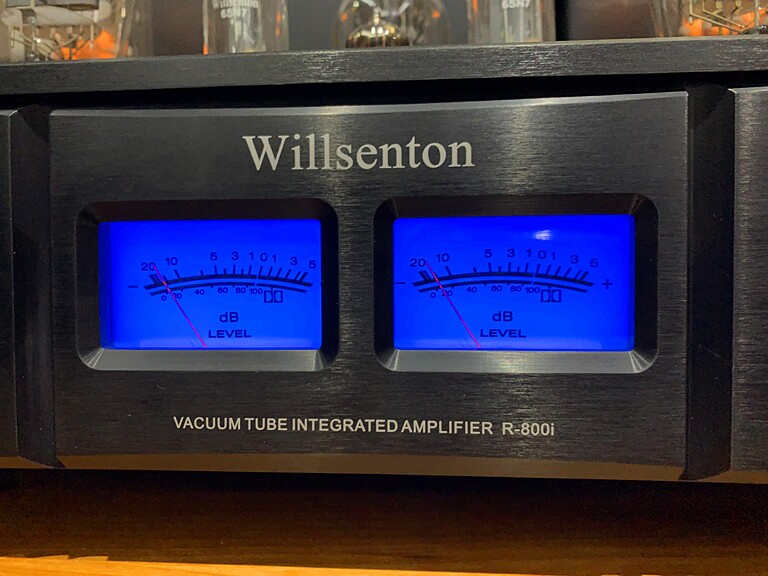 6SN7
Willsenton
20 10 5 3 1 0 1 3 5
- 0 20 40 60 80 100
dB
LEVEL
20 10 5 3 1 0 1 3 5
- 0 20 40 60 80 100 +
dB
LEVEL
VACUUM TUBE INTEGRATED AMPLIFIER R-800i